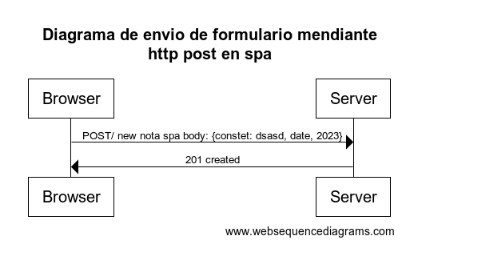 Diagrama de envio de formulario mendiante
http post en spa
Browser
Server
POST/ new nota spa body: {constet: dsasd, date, 2023}
201 created
Browser
Server
www.websequencediagrams.com